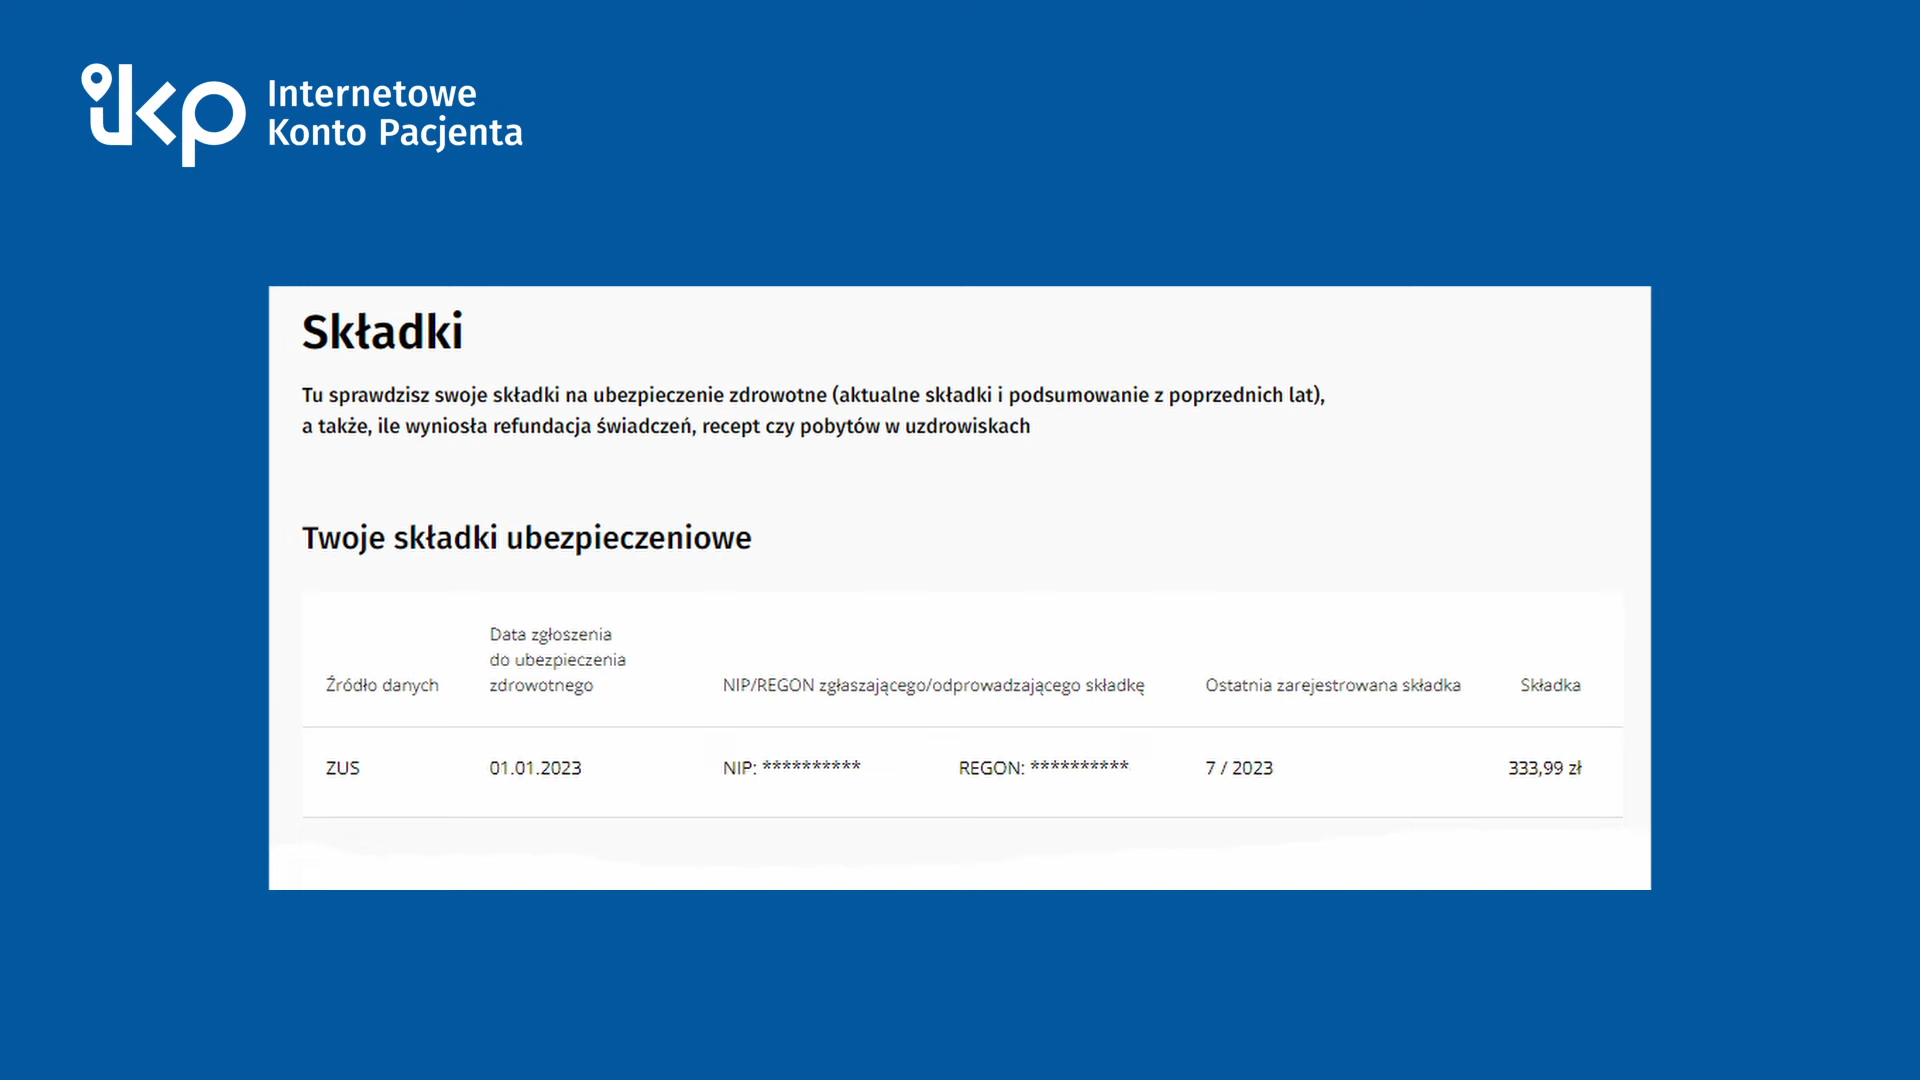 ikp Internetowe
Konto Pacjenta
Składki
Tu sprawdzisz swoje składki na ubezpieczenie zdrowotne (aktualne składki i podsumowanie z poprzednich lat),
a także, ile wyniosła refundacja świadczeń, recept czy pobytów w uzdrowiskach
Twoje składki ubezpieczeniowe
Data zgłoszenia
do ubezpieczenia
Źródło danych zdrowotnego NIP/REGON zgłaszającego/odprowadzającego składkę Ostatnia zarejestrowana składka Składka
ZUS 01.01.2023 NIP: ********** REGON: ********** 7 / 2023 333,99 zł